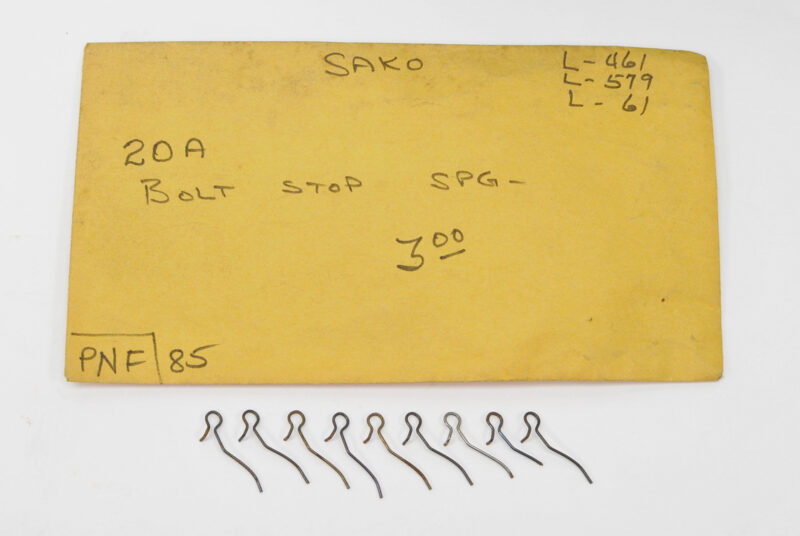 SAKO
L-461
L-579
L-61
20A
BOLT STOP SPG-
3.00
PNF 85